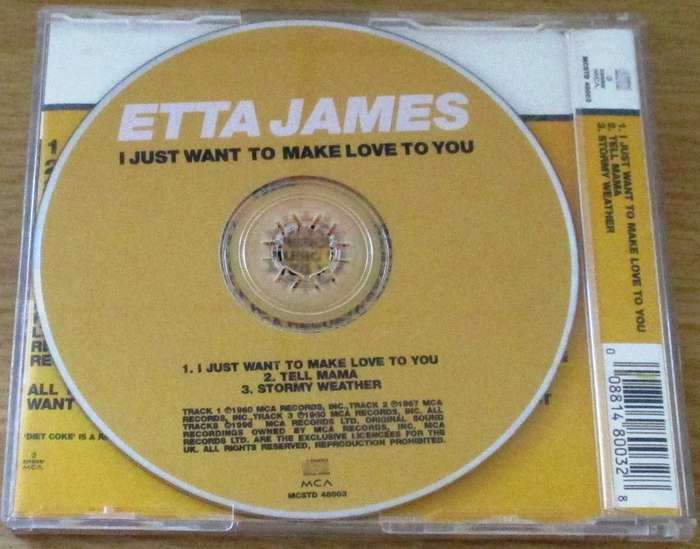 ETTA JAMES
I JUST WANT TO MAKE LOVE TO YOU
1. I JUST WANT TO MAKE LOVE TO YOU
2. TELL MAMA
3. STORMY WEATHER
TRACK 1 ℗1960 MCA RECORDS, INC., TRACK 2 ℗1967 MCA
RECORDS, INC., TRACK 3 ℗1960 MCA RECORDS, INC. ALL
TRACKS ©1996 MCA RECORDS LTD. ORIGINAL SOUND
RECORDINGS OWNED BY MCA RECORDS, INC. MCA
RECORDS LTD. ARE THE EXCLUSIVE LICENCEES FOR THE
UK. ALL RIGHTS RESERVED, REPRODUCTION PROHIBITED.
MCA
MCSTD 48003
MCSTD 48003
MCA
1. I JUST WANT TO MAKE LOVE TO YOU
2. TELL MAMA
3. STORMY WEATHER
0 08814 80032 8
ALL
WANT
'DIET COKE' IS A
MCA